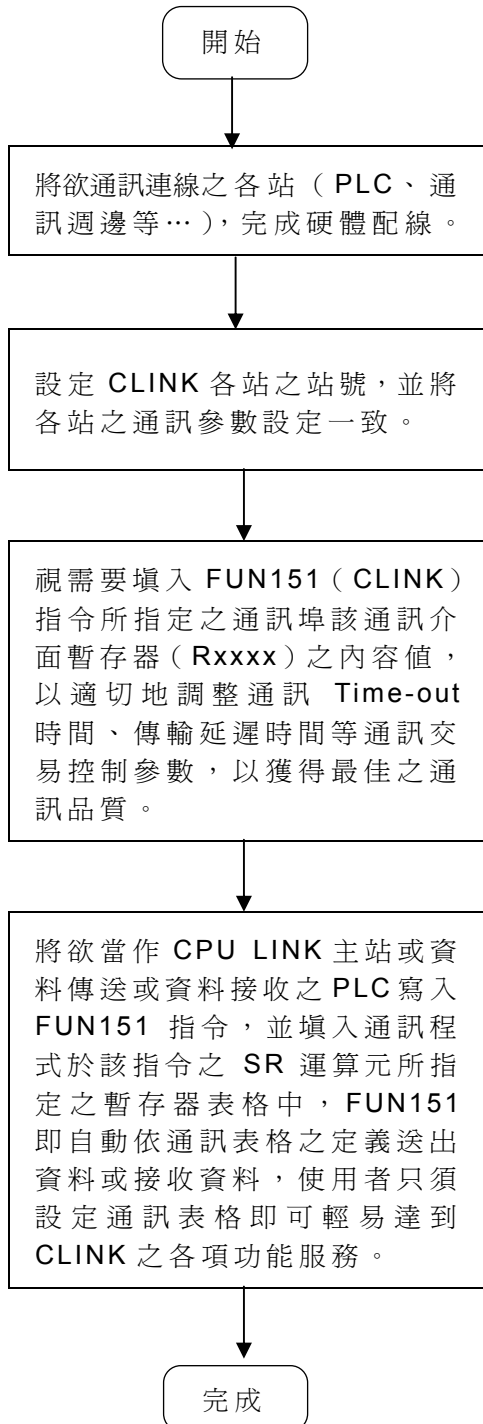 開始
將欲通訊連線之各站（PLC、通
訊週邊等…），完成硬體配線。
設定 CLINK 各站之站號，並將
各站之通訊參數設定一致。
視需要填入 FUN151（CLINK）
指令所指定之通訊埠該通訊介
面暫存器（Rxxxx）之內容值，
以適切地調整通訊 Time-out
時間、傳輸延遲時間等通訊交
易控制參數，以獲得最佳之通
訊品質。
將欲當作 CPU LINK 主站或資
料傳送或資料接收之 PLC 寫入
FUN151 指令，並填入通訊程
式於該指令之 SR 運算元所指
定之暫存器表格中，FUN151
即自動依通訊表格之定義送出
資料或接收資料，使用者只須
設定通訊表格即可輕易達到
CLINK 之各項功能服務。
完成